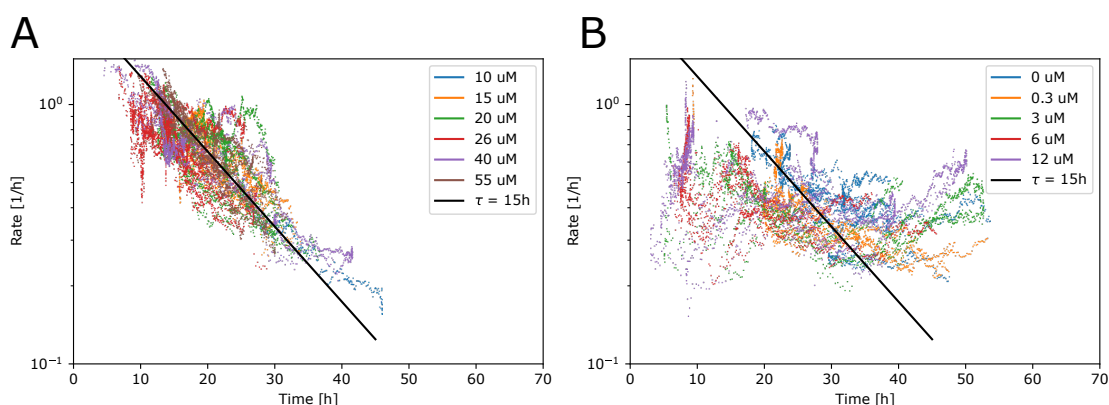 A
10 uM
15 uM
20 uM
26 uM
40 uM
55 uM
τ = 15h
Rate [1/h]
10⁰
10⁻¹
0 10 20 30 40 50 60 70
Time [h]
B
0 uM
0.3 uM
3 uM
6 uM
12 uM
τ = 15h
Rate [1/h]
10⁰
10⁻¹
0 10 20 30 40 50 60 70
Time [h]